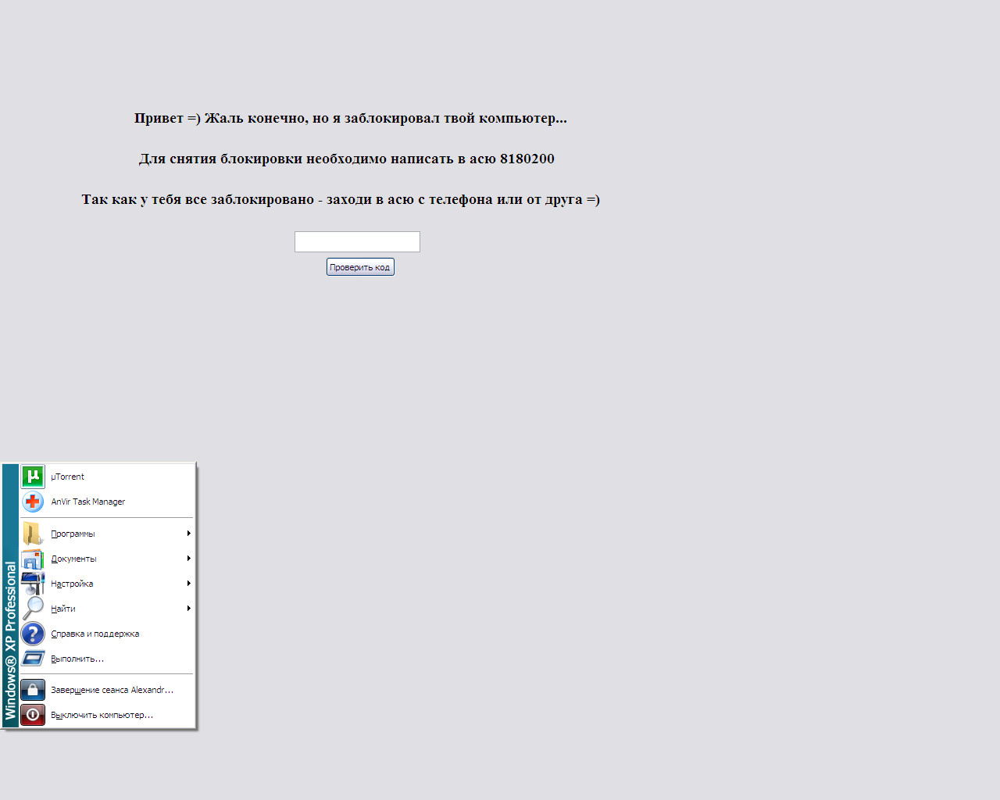 Привет =) Жаль конечно, но я заблокировал твой компьютер...
Для снятия блокировки необходимо написать в асю 8180200
Так как у тебя все заблокировано - заходи в асю с телефона или от друга =)
Проверить код
µTorrent
AnVir Task Manager
Программы
Документы
Настройка
Найти
Справка и поддержка
Выполнить...
Завершение сеанса Alexandr...
Выключить компьютер...
Windows® XP Professional